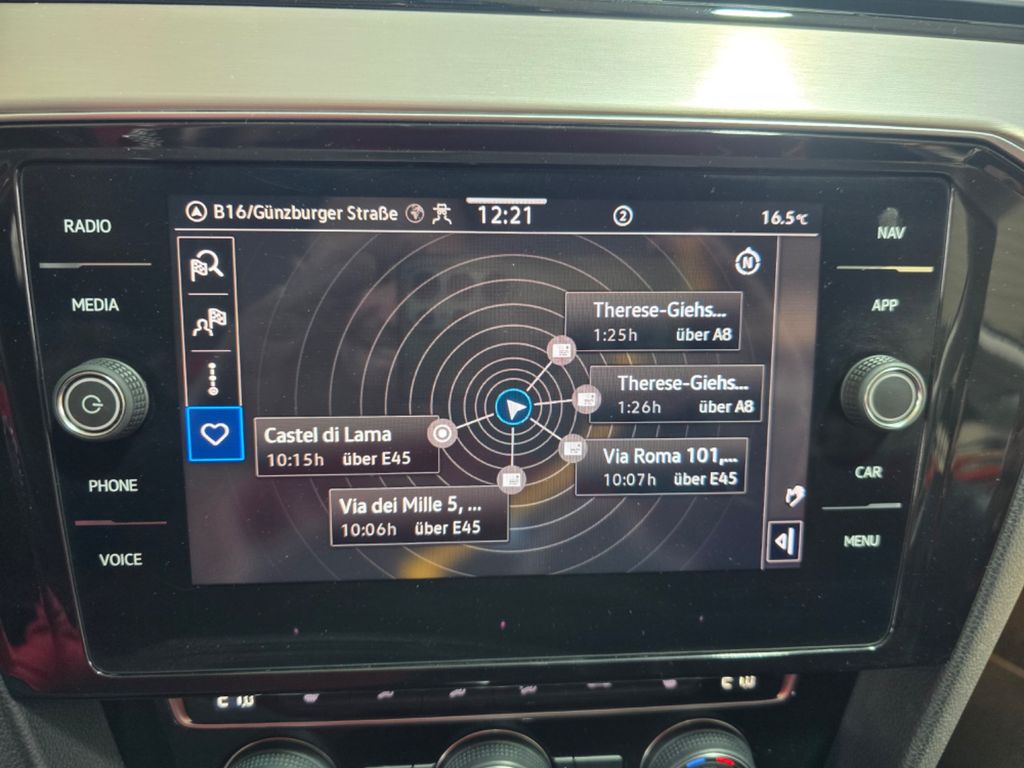 B16/Günzburger Straße
12:21
2
16.5°C
RADIO
MEDIA
PHONE
VOICE
NAV
APP
CAR
MENU
N
Therese-Giehs...
1:25h über A8
Therese-Giehs...
1:26h über A8
Castel di Lama
10:15h über E45
Via Roma 101,...
10:07h über E45
Via dei Mille 5, ...
10:06h über E45